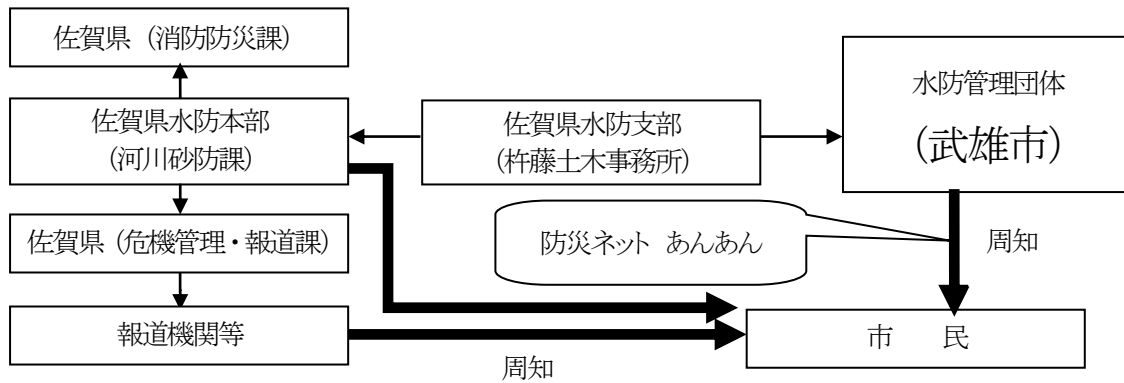 佐賀県（消防防災課）
佐賀県水防本部
（河川砂防課）
佐賀県水防支部
（杵藤土木事務所）
水防管理団体
（武雄市）
佐賀県（危機管理・報道課）
防災ネット あんあん
周知
報道機関等
市　　民
周知